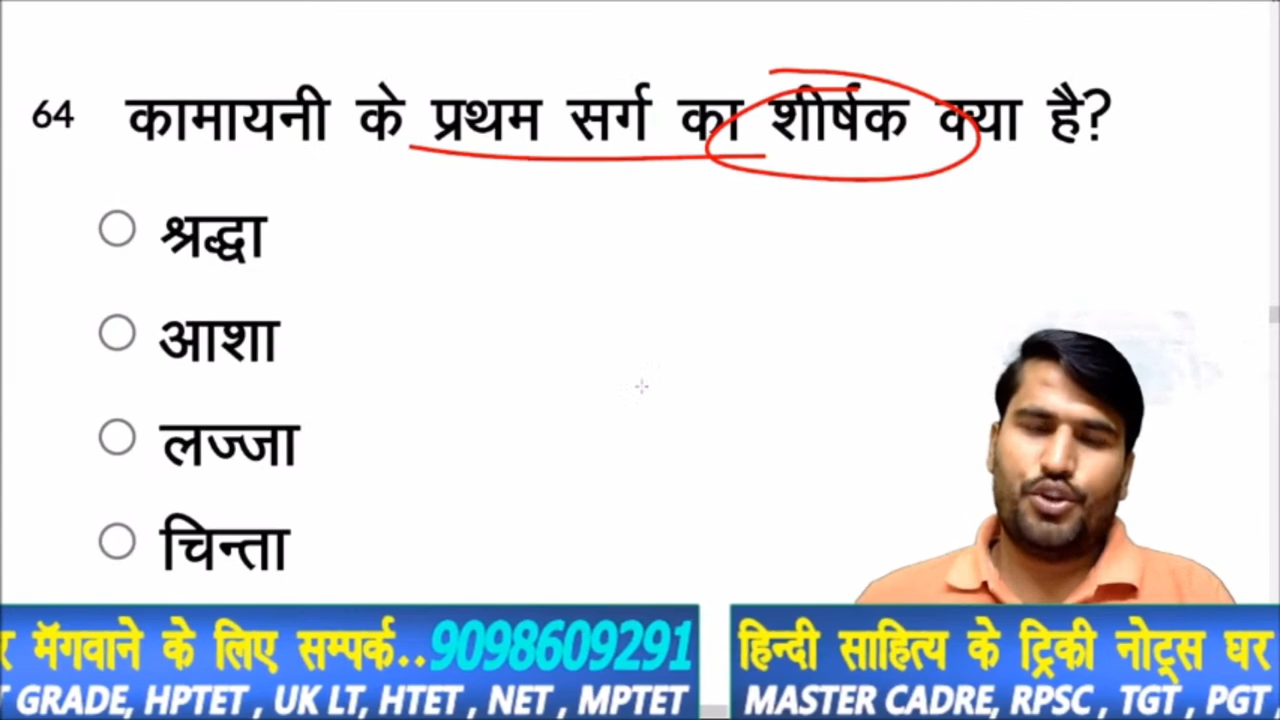 64 कामायनी के प्रथम सर्ग का शीर्षक क्या है?
श्रद्धा
आशा
लज्जा
चिन्ता
मॅगवाने के लिए सम्पर्क..9098609291 हिन्दी साहित्य के ट्रिकी नोट्स घर
GRADE, HPTET , UK LT, HTET , NET , MPTET MASTER CADRE, RPSC , TGT , PGT ,